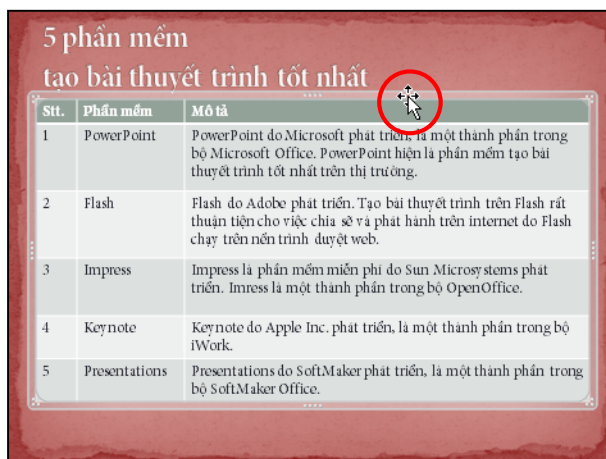 5 phần mềm
tạo bài thuyết trình tốt nhất
Stt. Phần mềm Mô tả
1 PowerPoint PowerPoint do Microsoft phát triển, là một thành phần trong
bộ Microsoft Office. PowerPoint hiện là phần mềm tạo bài
thuyết trình tốt nhất trên thị trường.
2 Flash Flash do Adobe phát triển. Tạo bài thuyết trình trên Flash rất
thuận tiện cho việc chia sẽ và phát hành trên internet do Flash
chạy trên nền trình duyệt web.
3 Impress Impress là phần mềm miễn phí do Sun Microsystems phát
triển. Imress là một thành phần trong bộ OpenOffice.
4 Keynote Keynote do Apple Inc. phát triển, là một thành phần trong bộ
iWork.
5 Presentations Presentations do SoftMaker phát triển, là một thành phần trong
bộ SoftMaker Office.